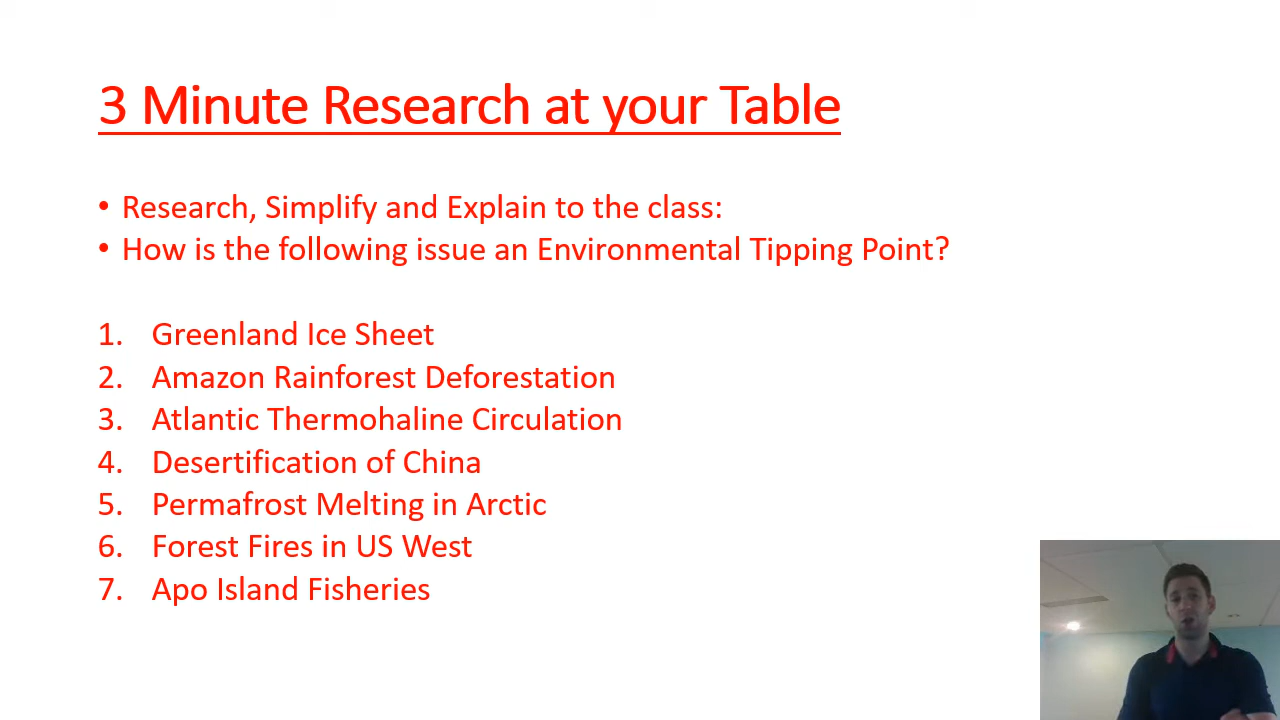 3 Minute Research at your Table
• Research, Simplify and Explain to the class:
• How is the following issue an Environmental Tipping Point?
1. Greenland Ice Sheet
2. Amazon Rainforest Deforestation
3. Atlantic Thermohaline Circulation
4. Desertification of China
5. Permafrost Melting in Arctic
6. Forest Fires in US West
7. Apo Island Fisheries